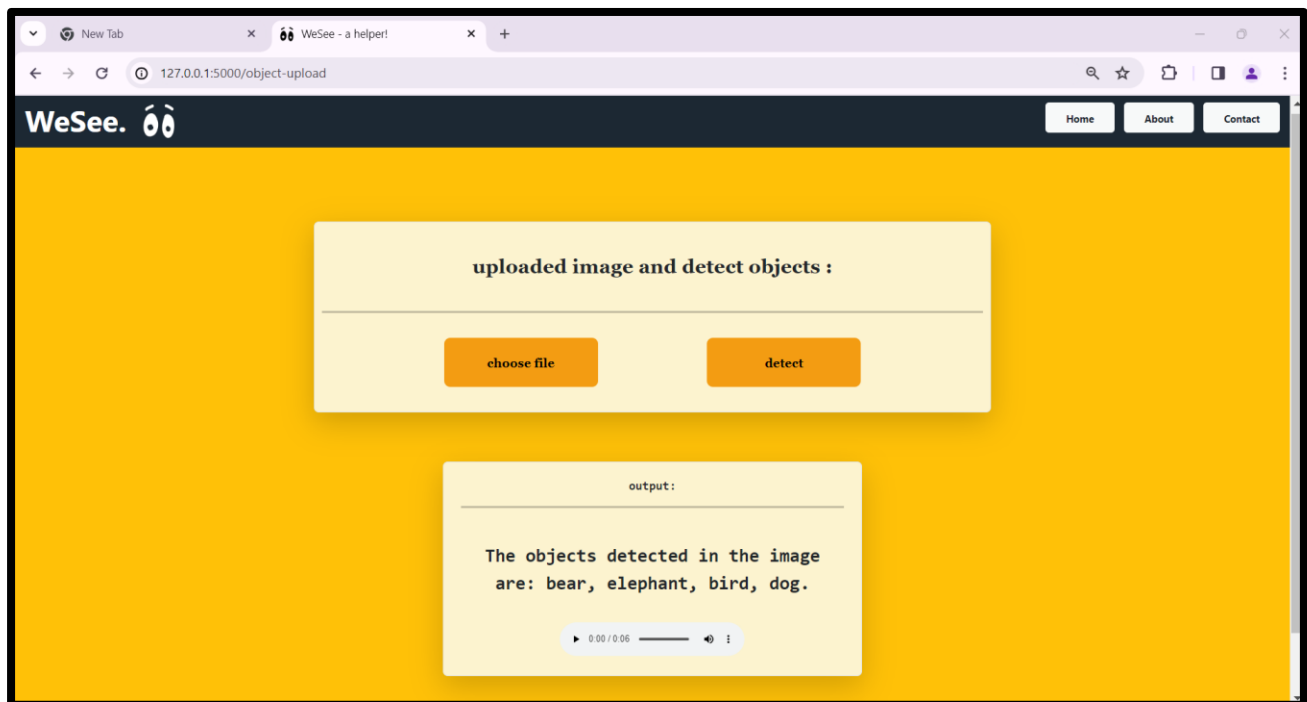 New Tab
WeSee - a helper!
127.0.0.1:5000/object-upload
WeSee.
Home
About
Contact
uploaded image and detect objects :
choose file
detect
output:
The objects detected in the image
are: bear, elephant, bird, dog.
0:00 / 0:06